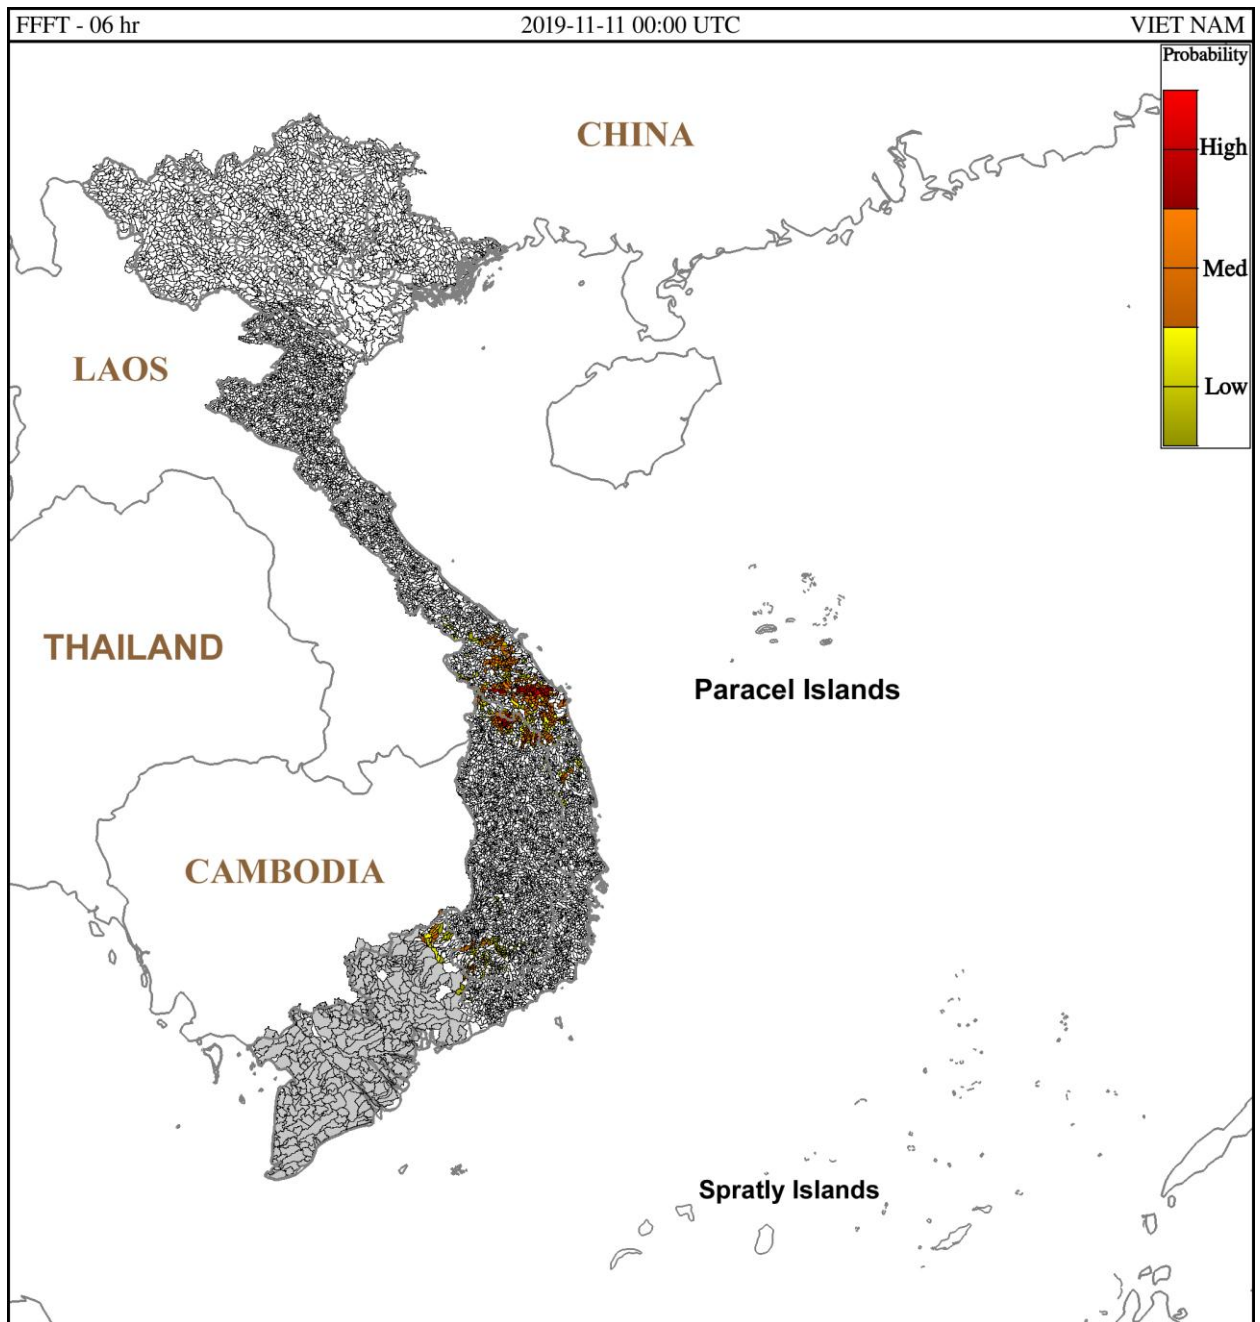 FFFT - 06 hr 2019-11-11 00:00 UTC VIET NAM
Probability
CHINA
High
Med
LAOS
Low
THAILAND
Paracel Islands
CAMBODIA
Spratly Islands